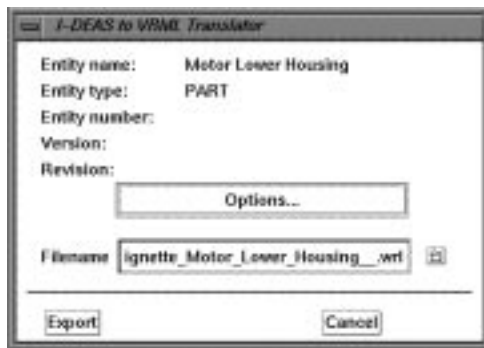 I-DEAS to VRML Translator
Entity name: Motor Lower Housing
Entity type: PART
Entity number:
Version:
Revision:
Options...
Filename ignette_Motor_Lower_Housing__.wrl
Export Cancel